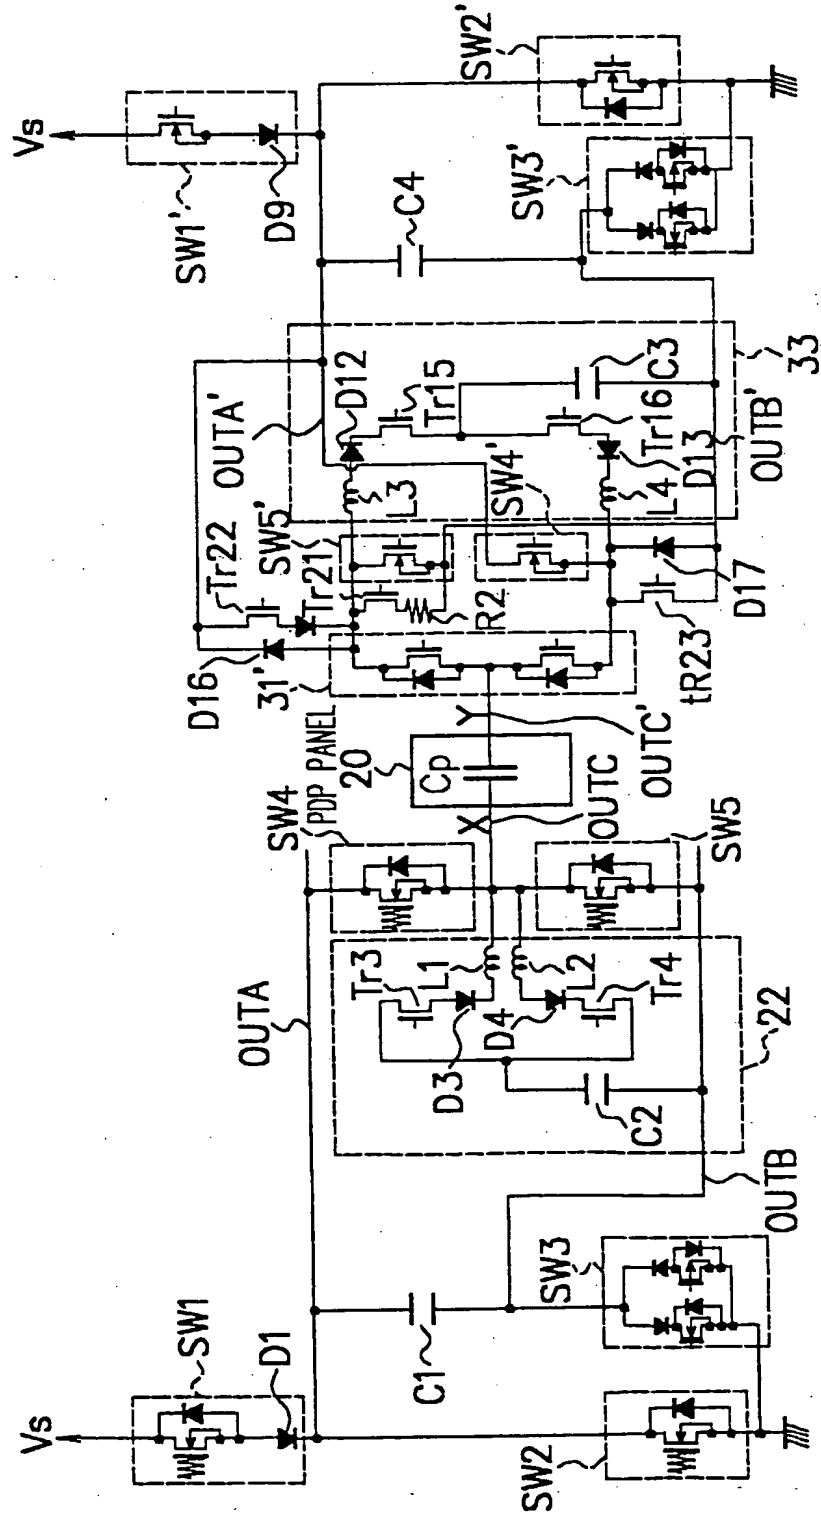 Vs
SW1
D1
SW2
C1
SW3
OUTB
OUTA
D3
C2
Tr3
L1
D4
L2
Tr4
22
SW4
PDP PANEL
20
Cp
OUTC
OUTC'
SW5
31'
D16
Tr22
Tr21
R2
SW5'
SW4'
tR23
D17
OUTA'
L3
D12
Tr15
L4
D13
Tr16
C3
OUTB'
33
C4
SW1'
D9
Vs
SW3'
SW2'